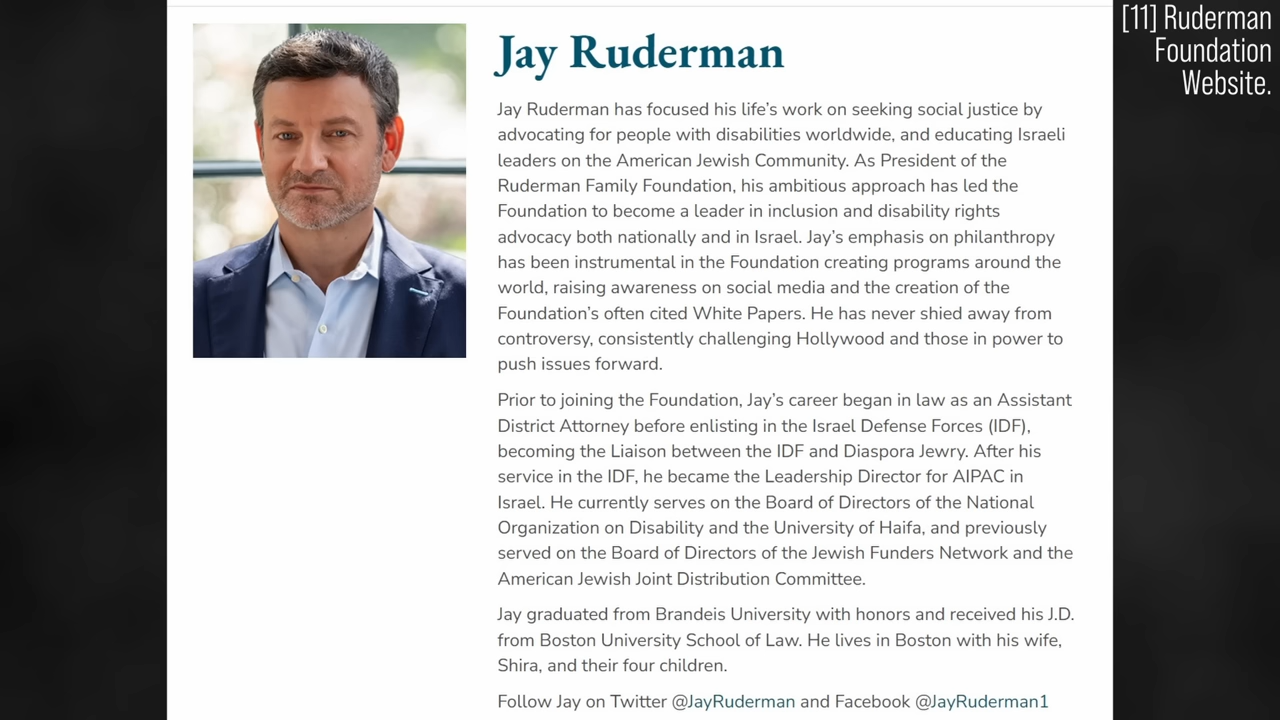 [11] Ruderman
Foundation
Website.
Jay Ruderman
Jay Ruderman has focused his life’s work on seeking social justice by
advocating for people with disabilities worldwide, and educating Israeli
leaders on the American Jewish Community. As President of the
Ruderman Family Foundation, his ambitious approach has led the
Foundation to become a leader in inclusion and disability rights
advocacy both nationally and in Israel. Jay’s emphasis on philanthropy
has been instrumental in the Foundation creating programs around the
world, raising awareness on social media and the creation of the
Foundation’s often cited White Papers. He has never shied away from
controversy, consistently challenging Hollywood and those in power to
push issues forward.
Prior to joining the Foundation, Jay’s career began in law as an Assistant
District Attorney before enlisting in the Israel Defense Forces (IDF),
becoming the Liaison between the IDF and Diaspora Jewry. After his
service in the IDF, he became the Leadership Director for AIPAC in
Israel. He currently serves on the Board of Directors of the National
Organization on Disability and the University of Haifa, and previously
served on the Board of Directors of the Jewish Funders Network and the
American Jewish Joint Distribution Committee.
Jay graduated from Brandeis University with honors and received his J.D.
from Boston University School of Law. He lives in Boston with his wife,
Shira, and their four children.
Follow Jay on Twitter @JayRuderman and Facebook @JayRuderman1